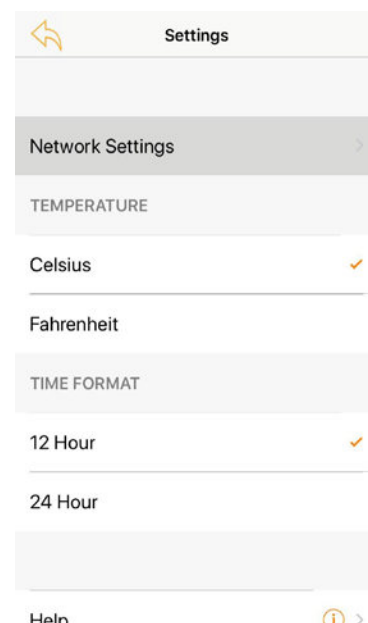 Settings
Network Settings
TEMPERATURE
Celsius
Fahrenheit
TIME FORMAT
12 Hour
24 Hour
Help